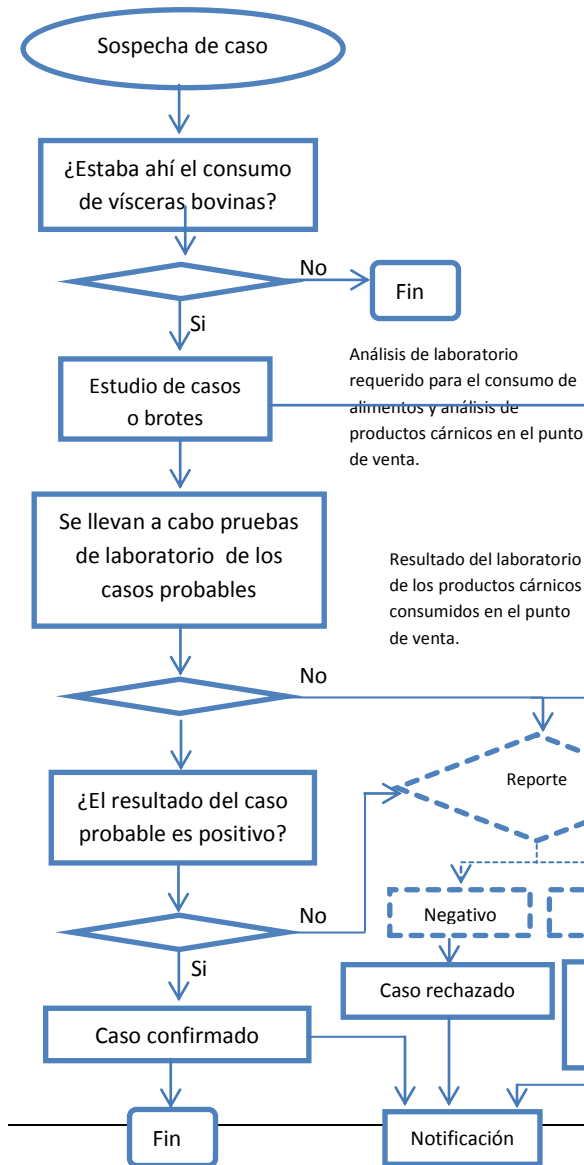 Sospecha de caso
¿Estaba ahí el consumo
de vísceras bovinas?
No
Fin
Si
Estudio de casos
o brotes
Análisis de laboratorio
requerido para el consumo de
alimentos y análisis de
productos cárnicos en el punto
de venta.
Se llevan a cabo pruebas
de laboratorio de los
casos probables
Resultado del laboratorio
de los productos cárnicos
consumidos en el punto
de venta.
No
Reporte
¿El resultado del caso
probable es positivo?
No
Negativo
Si
Caso rechazado
Caso confirmado
Fin
Notificación